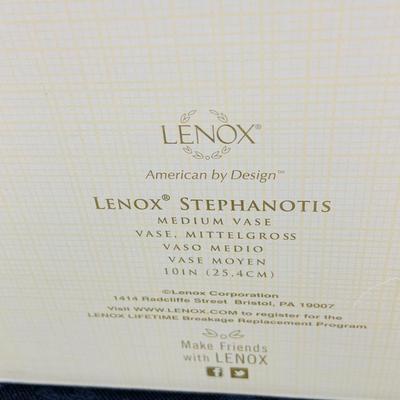 LENOX®
American by Design™
LENOX® STEPHANOTIS
MEDIUM VASE
VASE, MITTELGROSS
VASO MEDIO
VASE MOYEN
10IN (25,4CM)
©Lenox Corporation
1414 Radcliffe Street Bristol, PA 19007
Visit WWW.LENOX.COM to register for the
LENOX LIFETIME Breakage Replacement Program
Make Friends
with LENOX